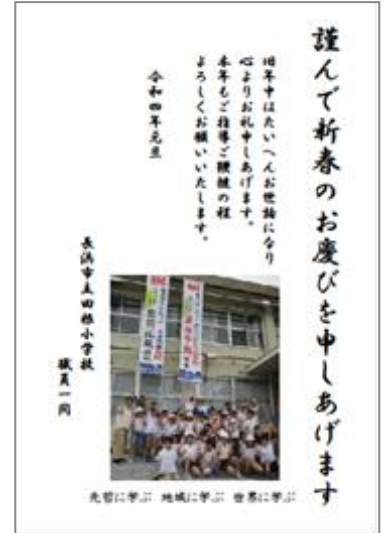 謹んで新春のお慶びを申しあげます
旧年中はたいへんお世話になり
心よりお礼申しあげます。
本年もご指導ご鞭撻の程
よろしくお願いいたします。
令和四年元旦
長浜市立田根小学校
職員一同
先哲に学ぶ 地域に学ぶ 世界に学ぶ